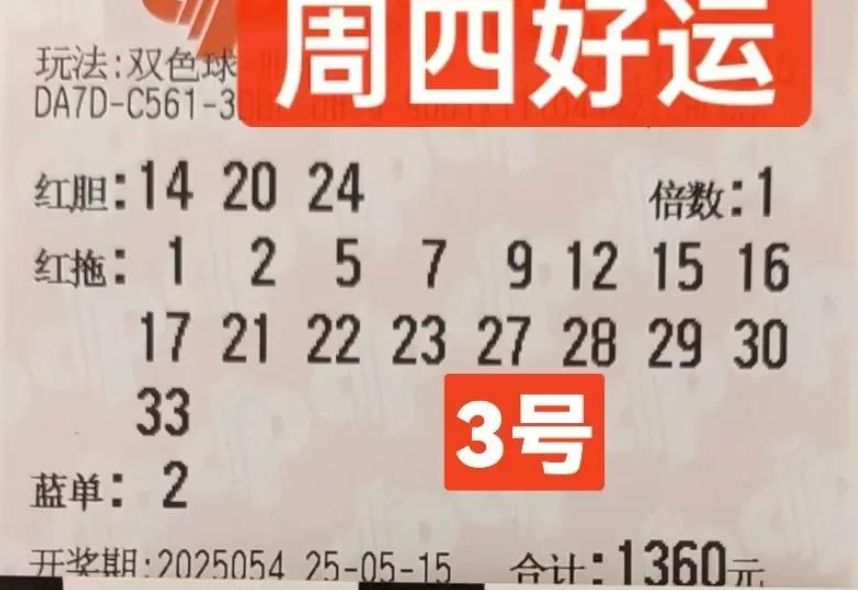 周四好运
玩法:双色球
DA7D-C561-3
红胆:14 20 24 倍数:1
红拖: 1 2 5 7 9 12 15 16
17 21 22 23 27 28 29 30
33
3号
蓝单: 2
开奖期:2025054 25-05-15 合计:1360元